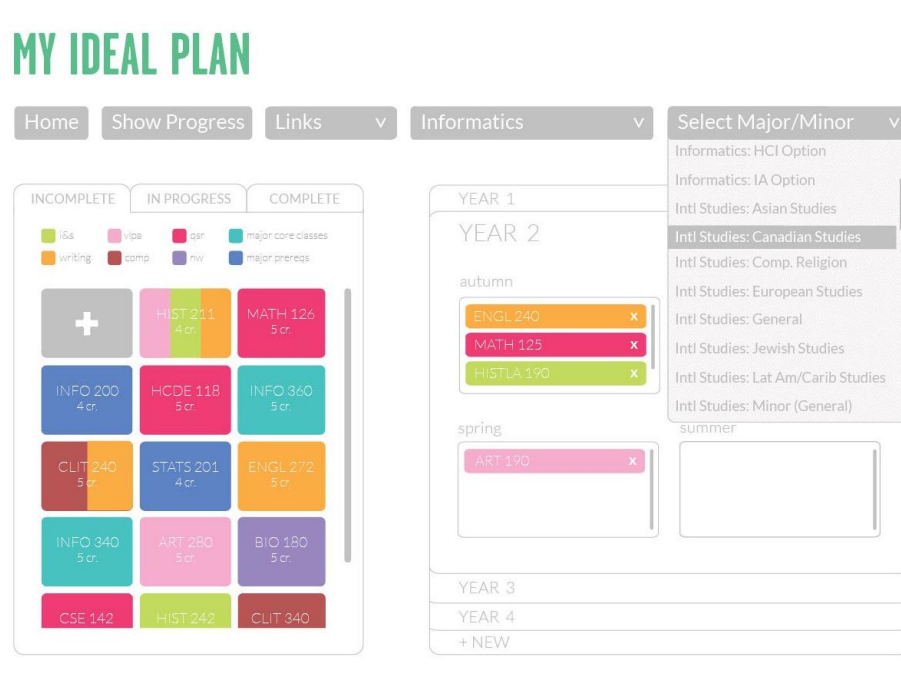 MY IDEAL PLAN
Home
Show Progress
Links
v
Informatics
v
Select Major/Minor
v
Informatics: HCI Option
Informatics: IA Option
Intl Studies: Asian Studies
Intl Studies: Canadian Studies
Intl Studies: Comp. Religion
Intl Studies: European Studies
Intl Studies: General
Intl Studies: Jewish Studies
Intl Studies: Lat Am/Carib Studies
Intl Studies: Minor (General)
INCOMPLETE
IN PROGRESS
COMPLETE
i&s
vlpa
qsr
major core classes
writing
comp
nw
major prereqs
+
HIST 211
4 cr.
MATH 126
5 cr.
INFO 200
4 cr.
HCDE 118
5 cr.
INFO 360
5 cr.
CLIT 240
5 cr.
STATS 201
4 cr.
ENGL 272
5 cr.
INFO 340
5 cr.
ART 280
5 cr.
BIO 180
5 cr.
CSE 142
HIST 242
CLIT 340
YEAR 1
YEAR 2
autumn
ENGL 240 x
MATH 125 x
HISTLA 190 x
spring
ART 190 x
summer
YEAR 3
YEAR 4
+ NEW